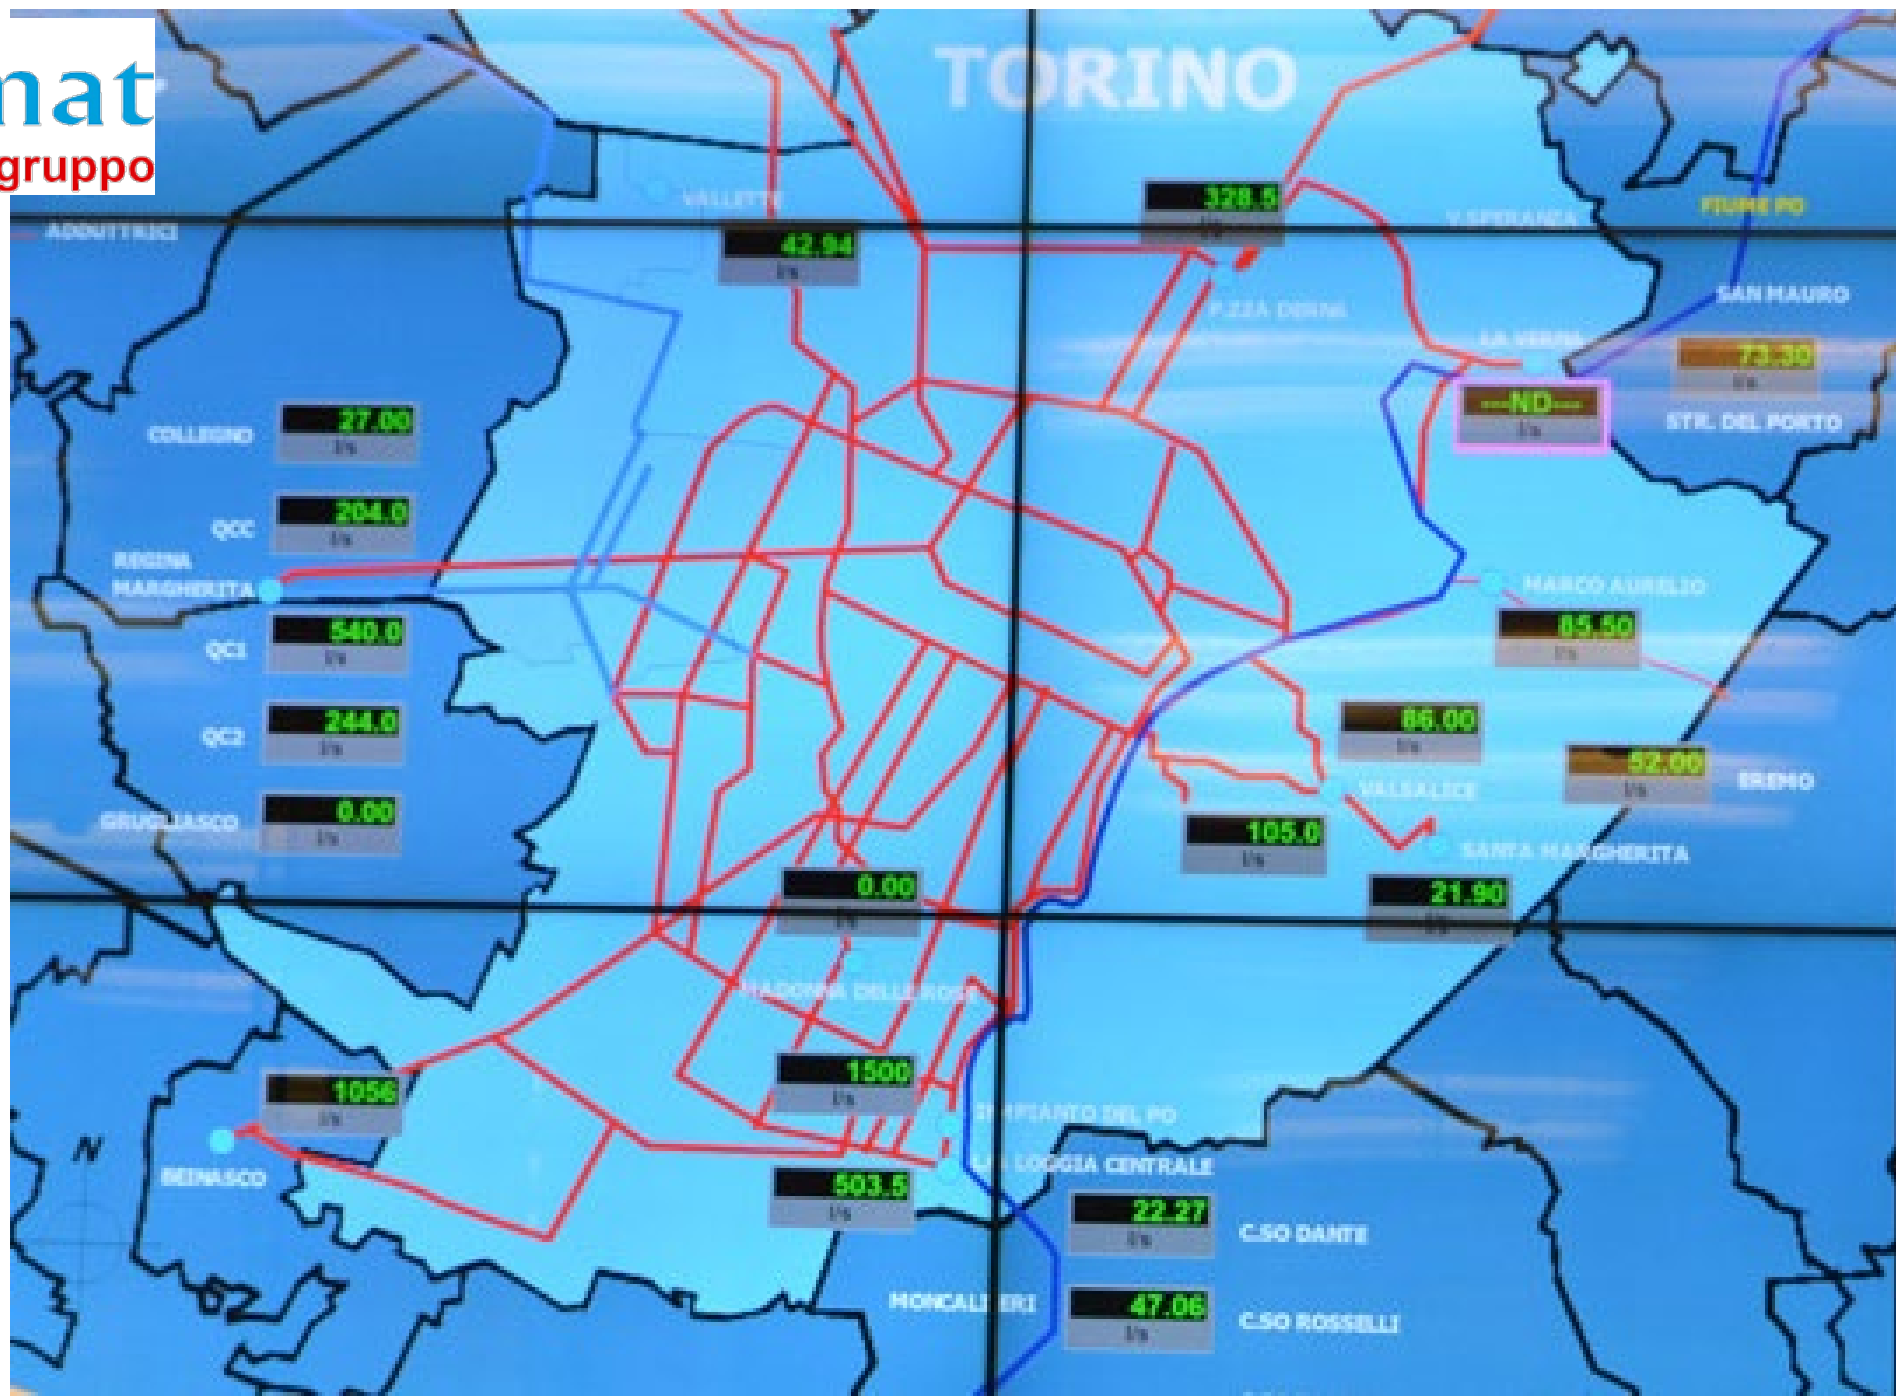 mat
gruppo
TORINO
VALLETTE
328.5
l/s
V.SPERANZA
FIUME PO
ADDUTTRICI
42.94
l/s
SAN MAURO
P.ZZA DERNA
LA VERNA
73.30
l/s
---ND---
l/s
STR. DEL PORTO
COLLEGNO
27.00
l/s
QCC
204.0
l/s
REGINA
MARGHERITA
MARCO AURELIO
85.50
l/s
QC1
540.0
l/s
QC2
244.0
l/s
86.00
l/s
52.00
l/s
EREMO
VALSALICE
GRUGLIASCO
0.00
l/s
105.0
l/s
SANTA MARGHERITA
0.00
l/s
21.90
l/s
MADONNA DELLE ROSE
1500
l/s
1056
l/s
IMPIANTO DEL PO
N
BEINASCO
LA LOGGIA CENTRALE
503.5
l/s
22.27
l/s
C.SO DANTE
MONCALIERI
47.06
l/s
C.SO ROSSELLI